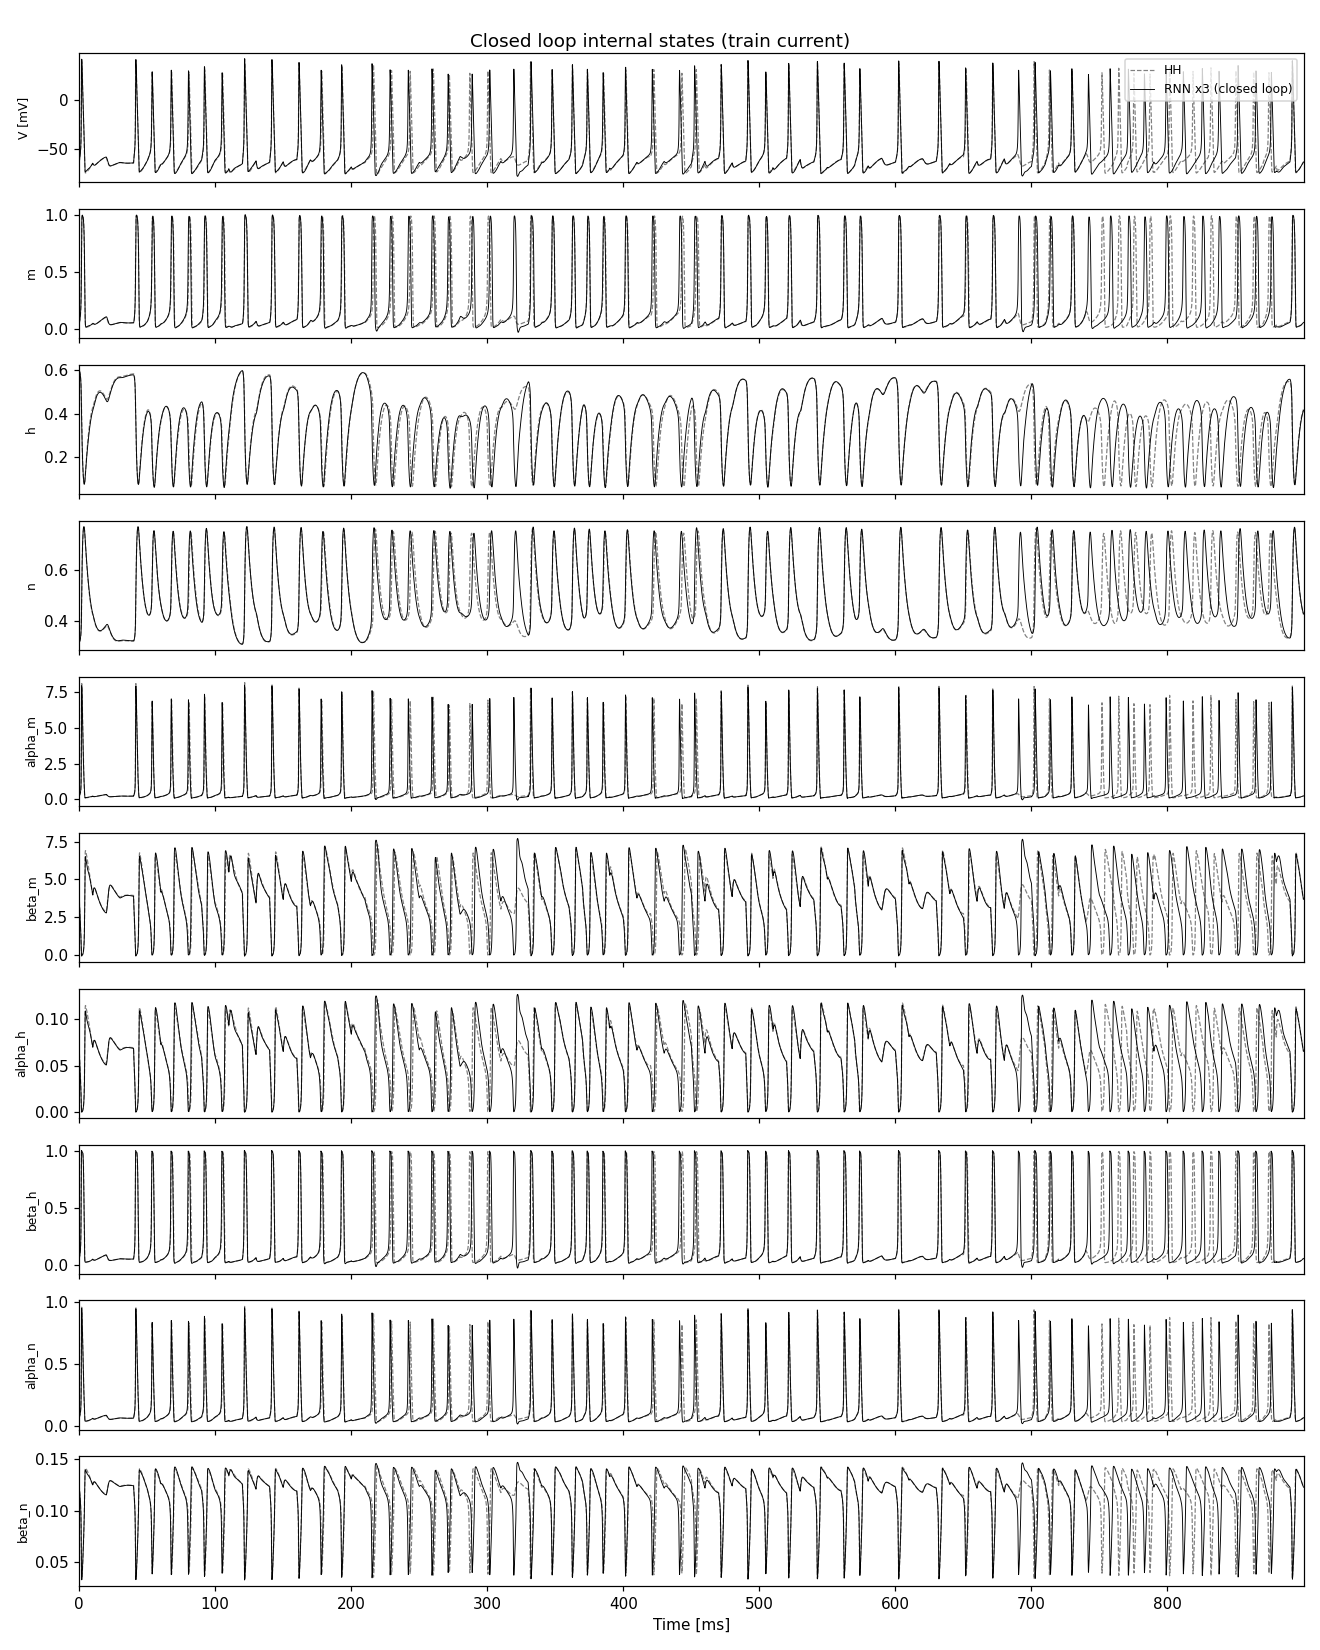 Closed loop internal states (train current)
HH
RNN x3 (closed loop)
V [mV]
0
−50
m
1.0
0.5
0.0
h
0.6
0.4
0.2
n
0.6
0.4
alpha_m
7.5
5.0
2.5
0.0
beta_m
7.5
5.0
2.5
0.0
alpha_h
0.10
0.05
0.00
beta_h
1.0
0.5
0.0
alpha_n
1.0
0.5
0.0
beta_n
0.15
0.10
0.05
0 100 200 300 400 500 600 700 800
Time [ms]